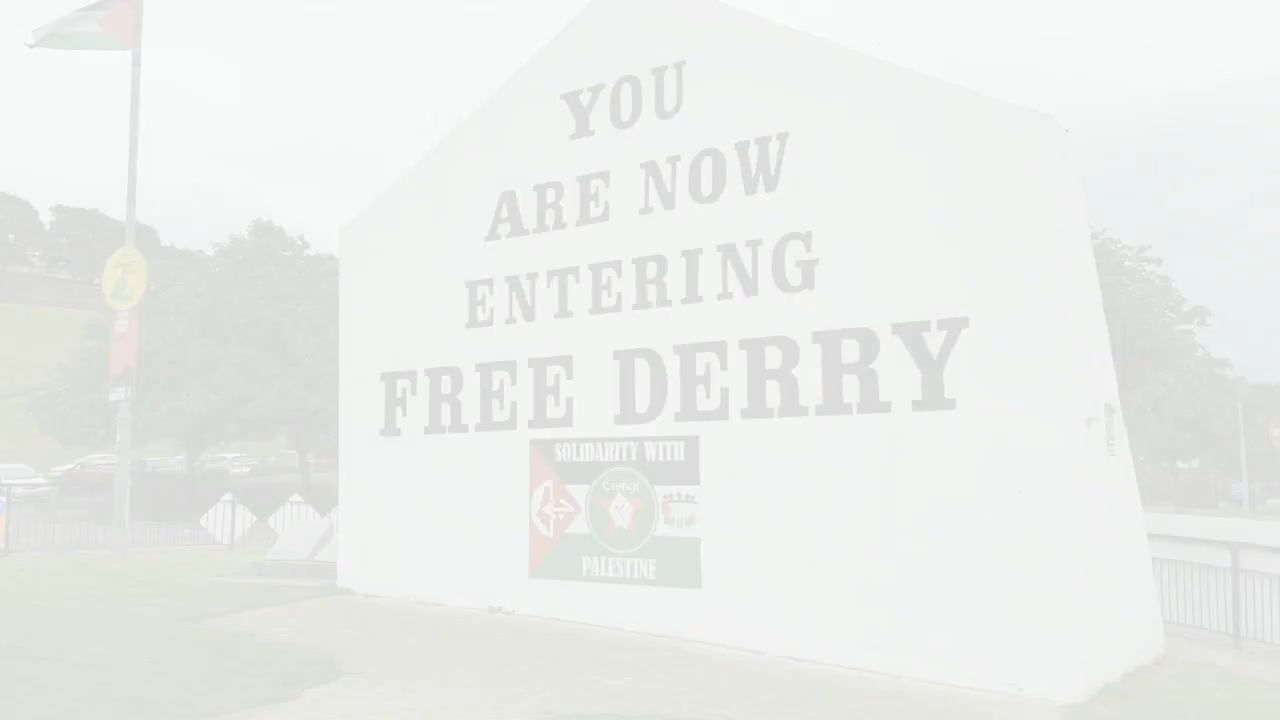 YOU
ARE NOW
ENTERING
FREE DERRY
SOLIDARITY WITH
PALESTINE